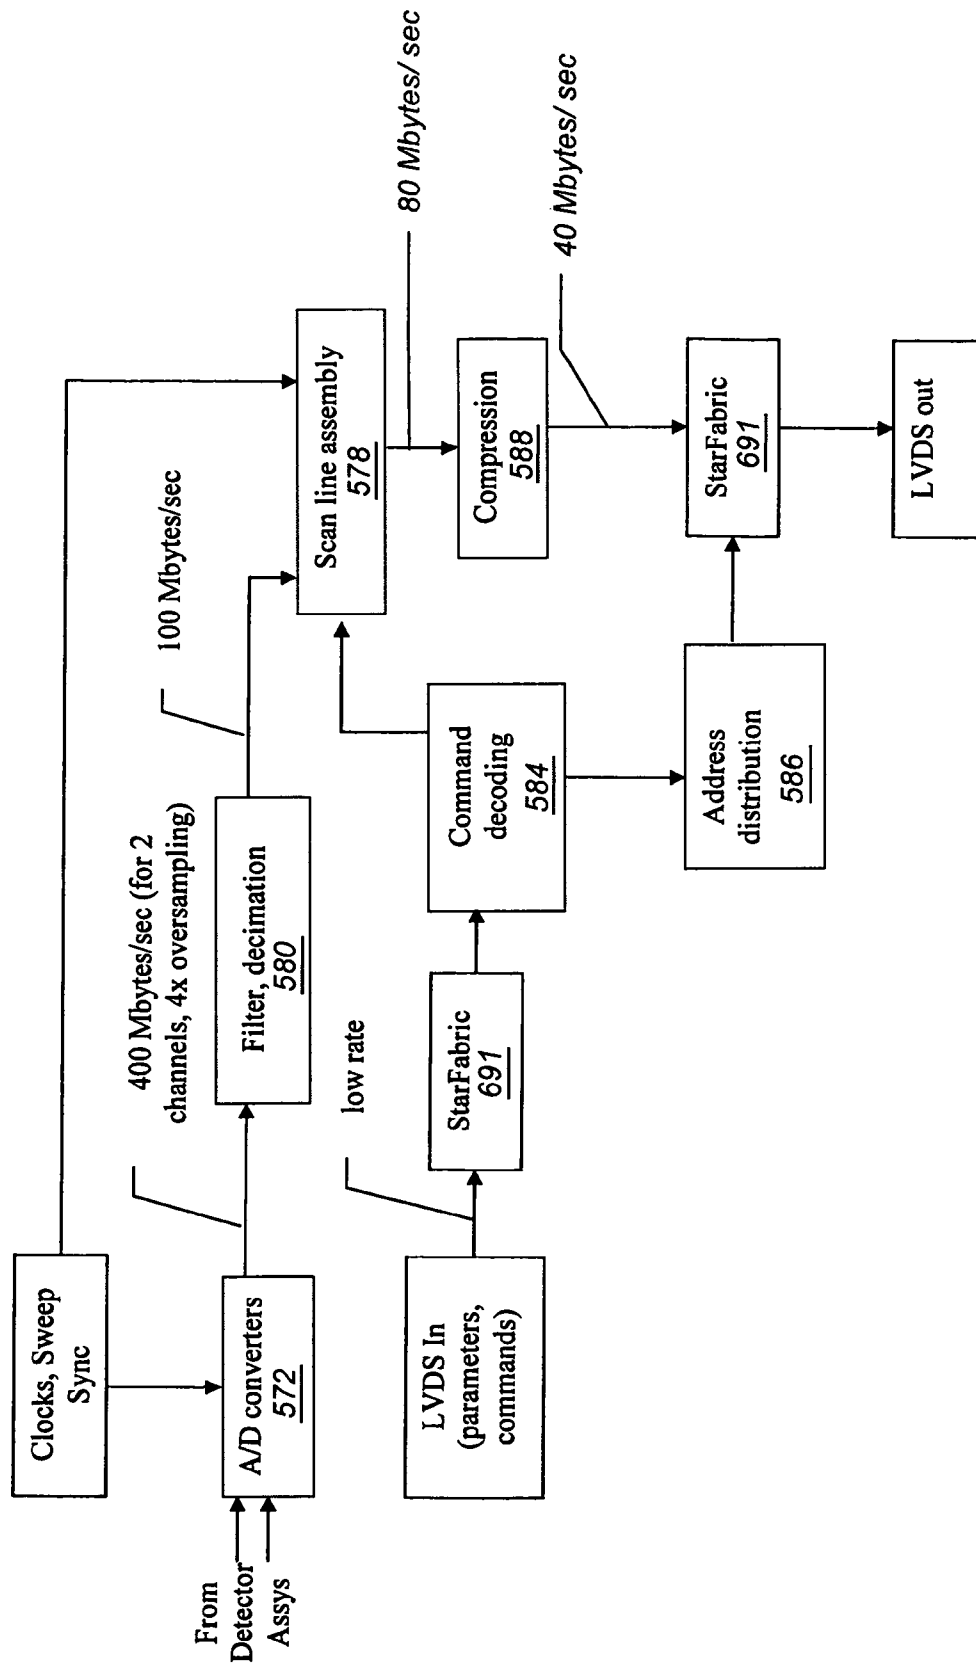 Clocks, Sweep
Sync
From
Detector
Assys
A/D converters
572
400 Mbytes/sec (for 2
channels, 4x oversampling)
Filter, decimation
580
100 Mbytes/sec
Scan line assembly
578
80 Mbytes/ sec
LVDS In
(parameters,
commands)
low rate
StarFabric
691
Command
decoding
584
Compression
588
40 Mbytes/ sec
Address
distribution
586
StarFabric
691
LVDS out